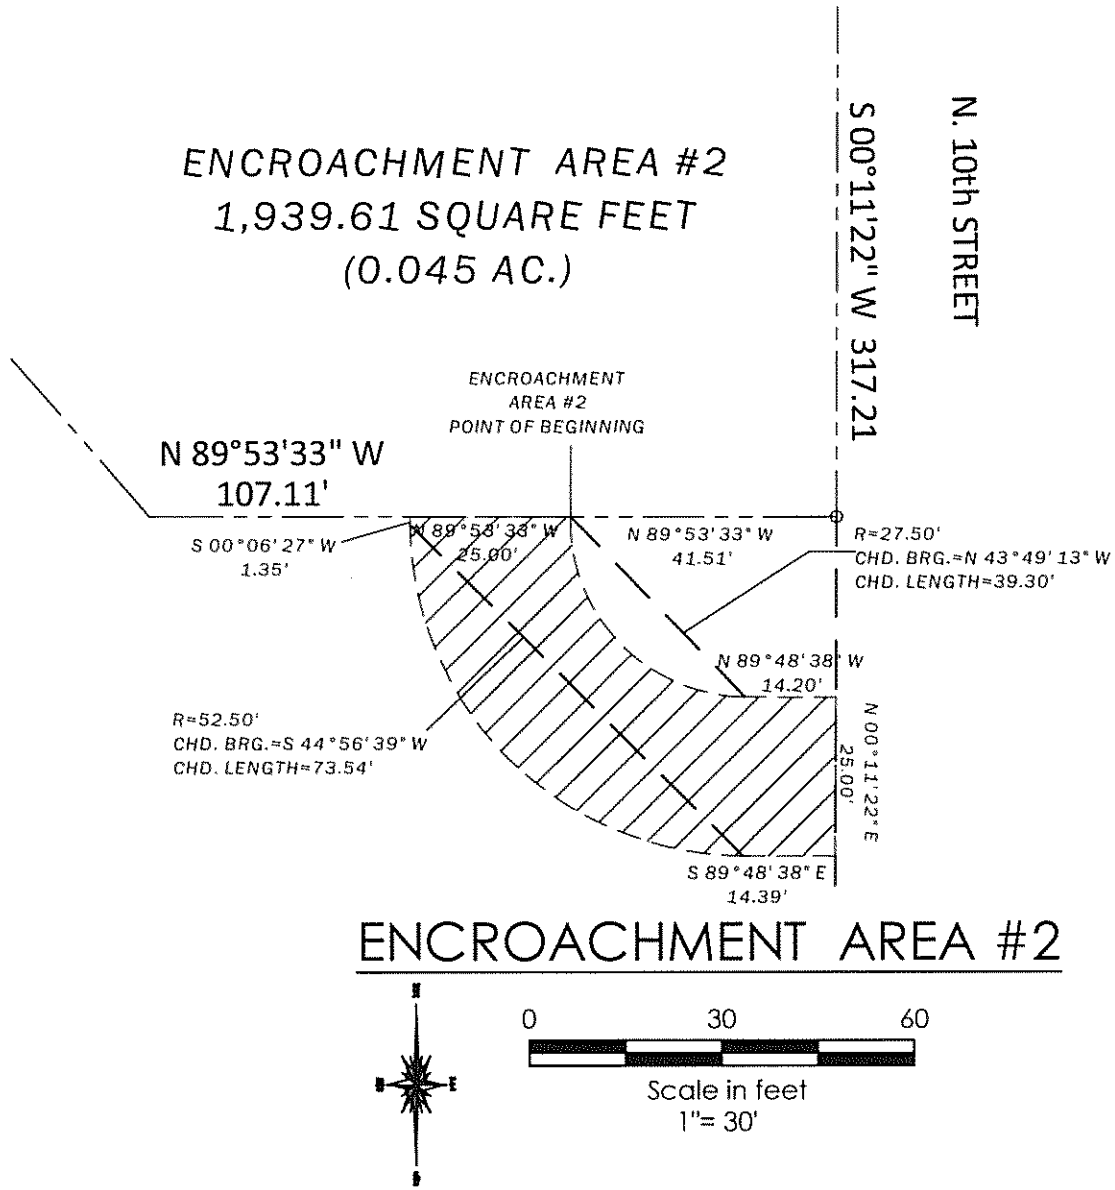 N. 10th STREET
S 00°11'22" W 317.21
ENCROACHMENT AREA #2
1,939.61 SQUARE FEET
(0.045 AC.)
ENCROACHMENT
AREA #2
POINT OF BEGINNING
N 89°53'33" W
107.11'
S 00°06'27" W
1.35'
N 89°53'33" W
25.00'
N 89°53'33" W
41.51'
R=27.50'
CHD. BRG.=N 43°49'13" W
CHD. LENGTH=39.30'
N 89°48'38" W
14.20'
N 00°11'22" E
25.00'
R=52.50'
CHD. BRG.=S 44°56'39" W
CHD. LENGTH=73.54'
S 89°48'38" E
14.39'
ENCROACHMENT AREA #2
0 30 60
Scale in feet
1"= 30'